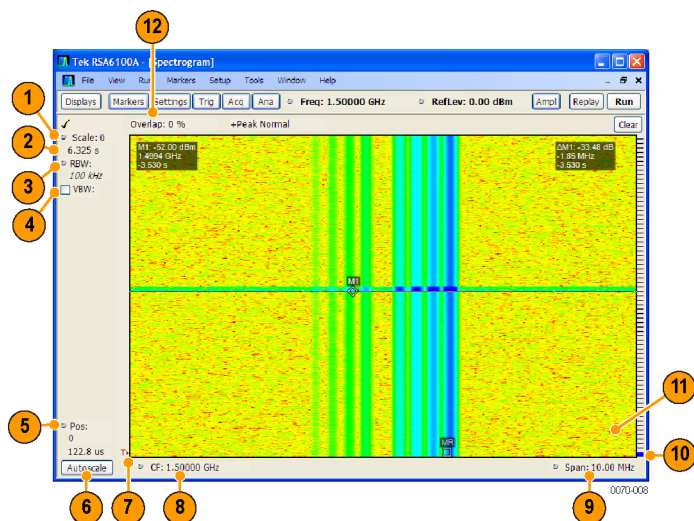 12
Tek RSA6100A - [Spectrogram]
File View Run Markers Setup Tools Window Help
Displays Markers Settings Trig Acq Ana Freq: 1.50000 GHz RefLev: 0.00 dBm Ampl Replay Run
Overlap: 0 % +Peak Normal Clear
1
Scale: 0
2
6.325 s
RBW:
3
100 kHz
VBW:
4
M1: -52.00 dBm
1.4994 GHz
-3.530 s
ΔM1: -33.48 dB
-1.85 MHz
-3.530 s
M1
MR
11
5
Pos:
0
122.8 us
10
Autoscale CF: 1.50000 GHz Span: 10.00 MHz
6
7
8
9
0070-008